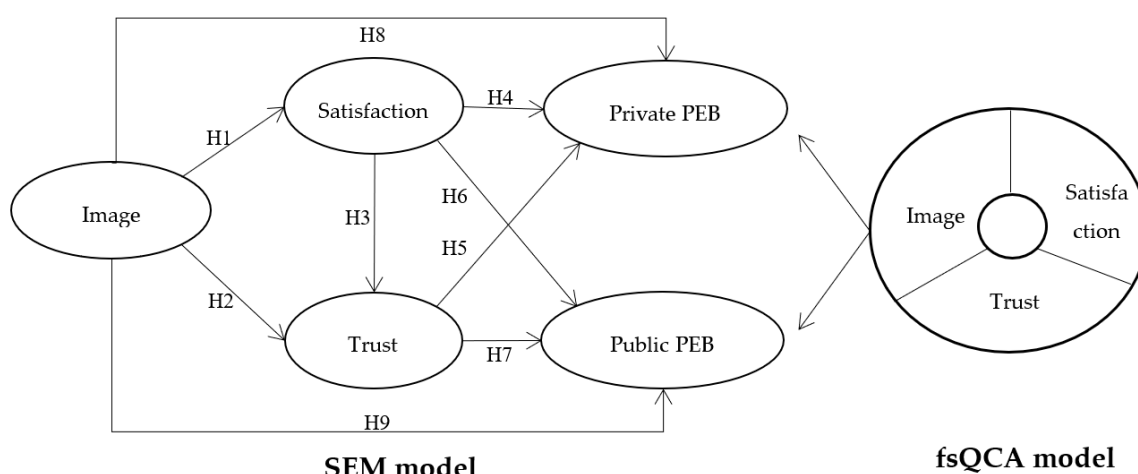 H8
Satisfaction
H4
Private PEB
H1
Image
H3
H6
H5
H2
Trust
H7
Public PEB
H9
SEM model
Image
Satisfa
ction
Trust
fsQCA model